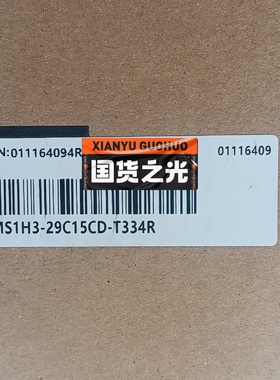 XIANYU GUOHUO
N:011164094R
国货之光
01116409
MS1H3-29C15CD-T334R